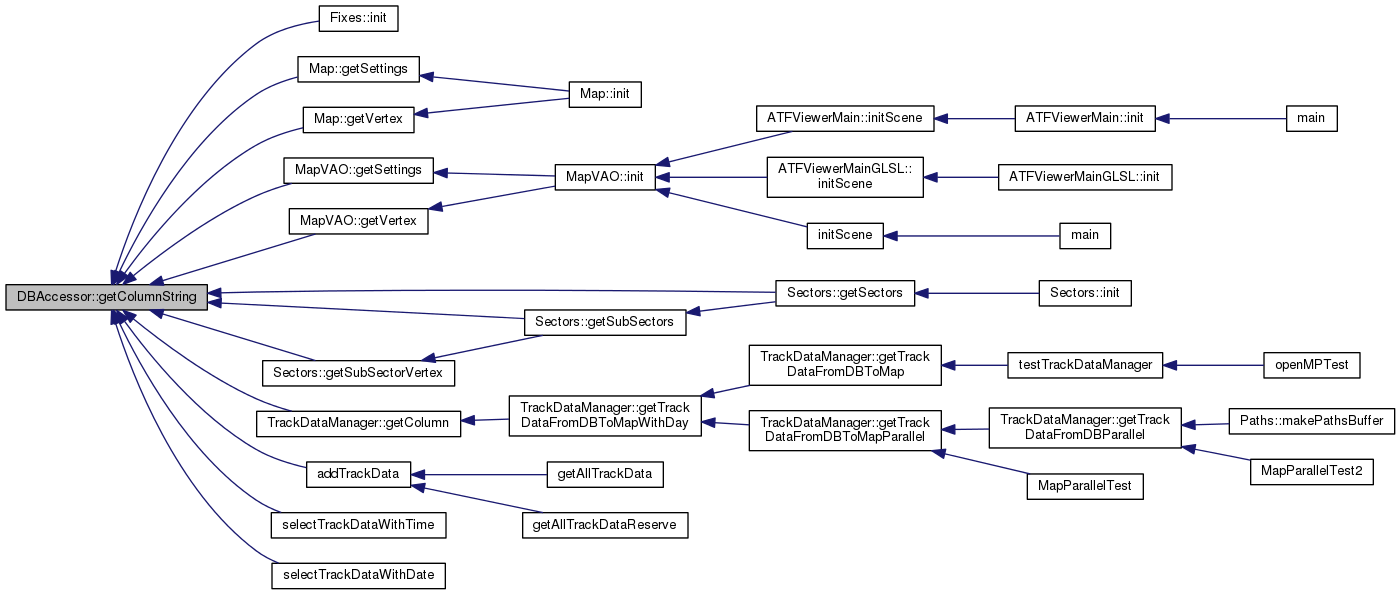 Fixes::init
Map::getSettings
Map::init
Map::getVertex
ATFViewerMain::initScene
ATFViewerMain::init
main
MapVAO::getSettings
MapVAO::init
ATFViewerMainGLSL::
initScene
ATFViewerMainGLSL::init
MapVAO::getVertex
initScene
main
DBAccessor::getColumnString
Sectors::getSectors
Sectors::init
Sectors::getSubSectors
Sectors::getSubSectorVertex
TrackDataManager::getTrack
DataFromDBToMap
testTrackDataManager
openMPTest
TrackDataManager::getColumn
TrackDataManager::getTrack
DataFromDBToMapWithDay
TrackDataManager::getTrack
DataFromDBToMapParallel
TrackDataManager::getTrack
DataFromDBParallel
Paths::makePathsBuffer
MapParallelTest2
MapParallelTest
addTrackData
getAllTrackData
getAllTrackDataReserve
selectTrackDataWithTime
selectTrackDataWithDate